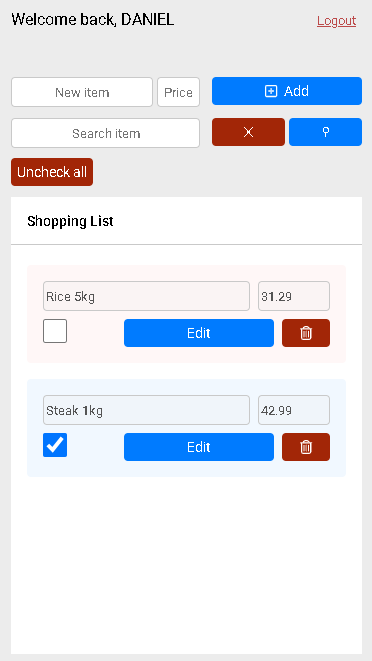 Welcome back, DANIEL
Logout
New item
Price
Add
Search item
Uncheck all
Shopping List
Rice 5kg
31.29
Edit
Steak 1kg
42.99
Edit